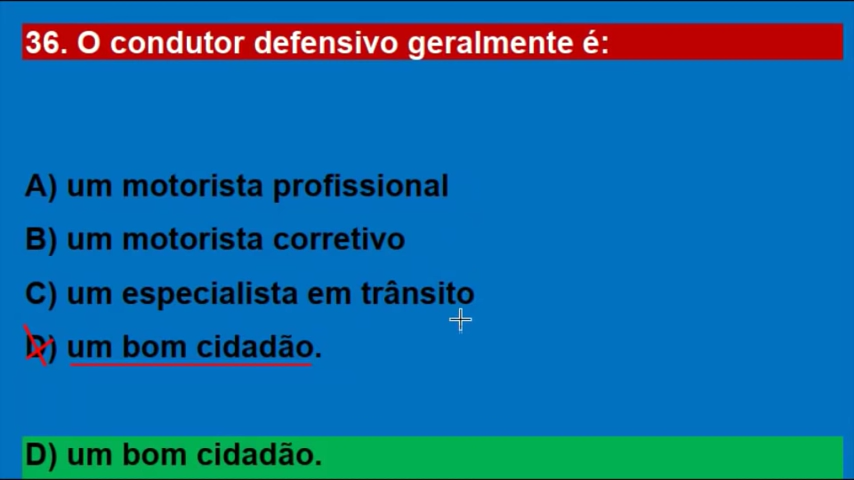 36. O condutor defensivo geralmente é:
A) um motorista profissional
B) um motorista corretivo
C) um especialista em trânsito
D) um bom cidadão.
D) um bom cidadão.